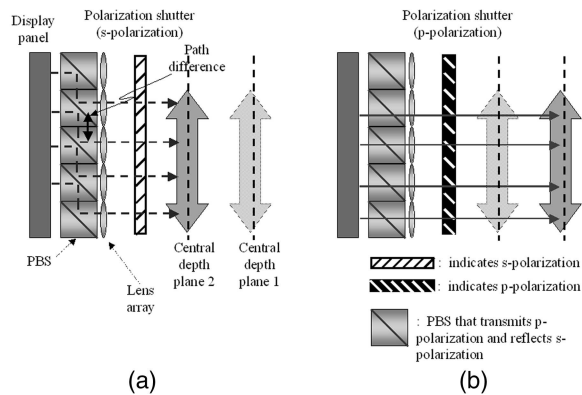 Display
panel
Polarization shutter
(s-polarization)
Path
difference
PBS
Lens
array
Central
depth
plane 2
Central
depth
plane 1
(a)
Polarization shutter
(p-polarization)
: indicates s-polarization
: indicates p-polarization
: PBS that transmits p-
polarization and reflects s-
polarization
(b)